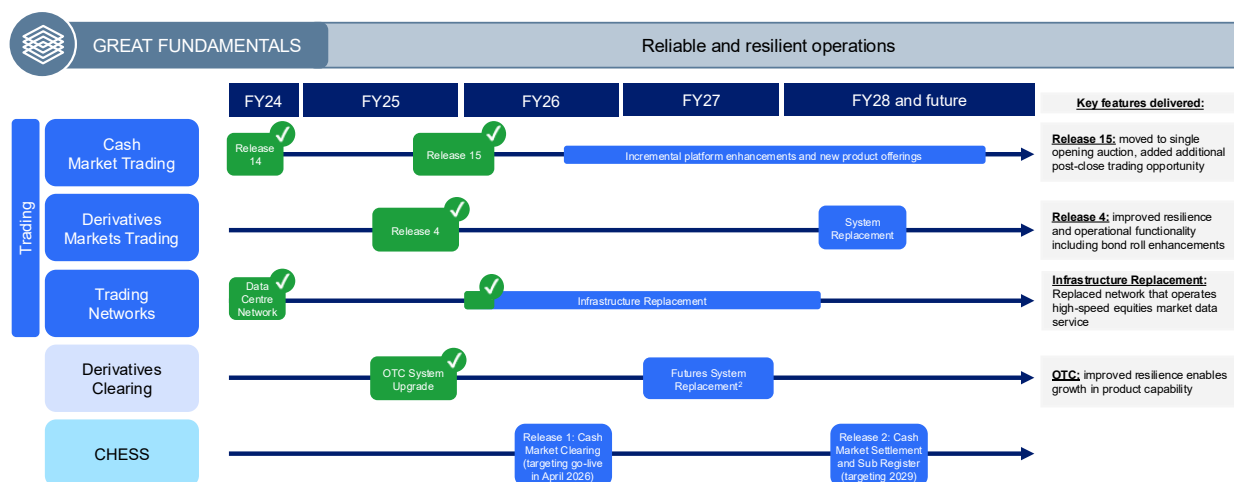 GREAT FUNDAMENTALS
Reliable and resilient operations
FY24
FY25
FY26
FY27
FY28 and future
Key features delivered:
Trading
Cash
Market Trading
Release
14
Release 15
Incremental platform enhancements and new product offerings
Release 15: moved to single
opening auction, added additional
post-close trading opportunity
Derivatives
Markets Trading
Release 4
System
Replacement
Release 4: improved resilience
and operational functionality
including bond roll enhancements
Trading
Networks
Data
Centre
Network
Infrastructure Replacement
Infrastructure Replacement:
Replaced network that operates
high-speed equities market data
service
Derivatives
Clearing
OTC System
Upgrade
Futures System
Replacement²
OTC: improved resilience enables
growth in product capability
CHESS
Release 1: Cash
Market Clearing
(targeting go-live
in April 2026)
Release 2: Cash
Market Settlement
and Sub Register
(targeting 2029)